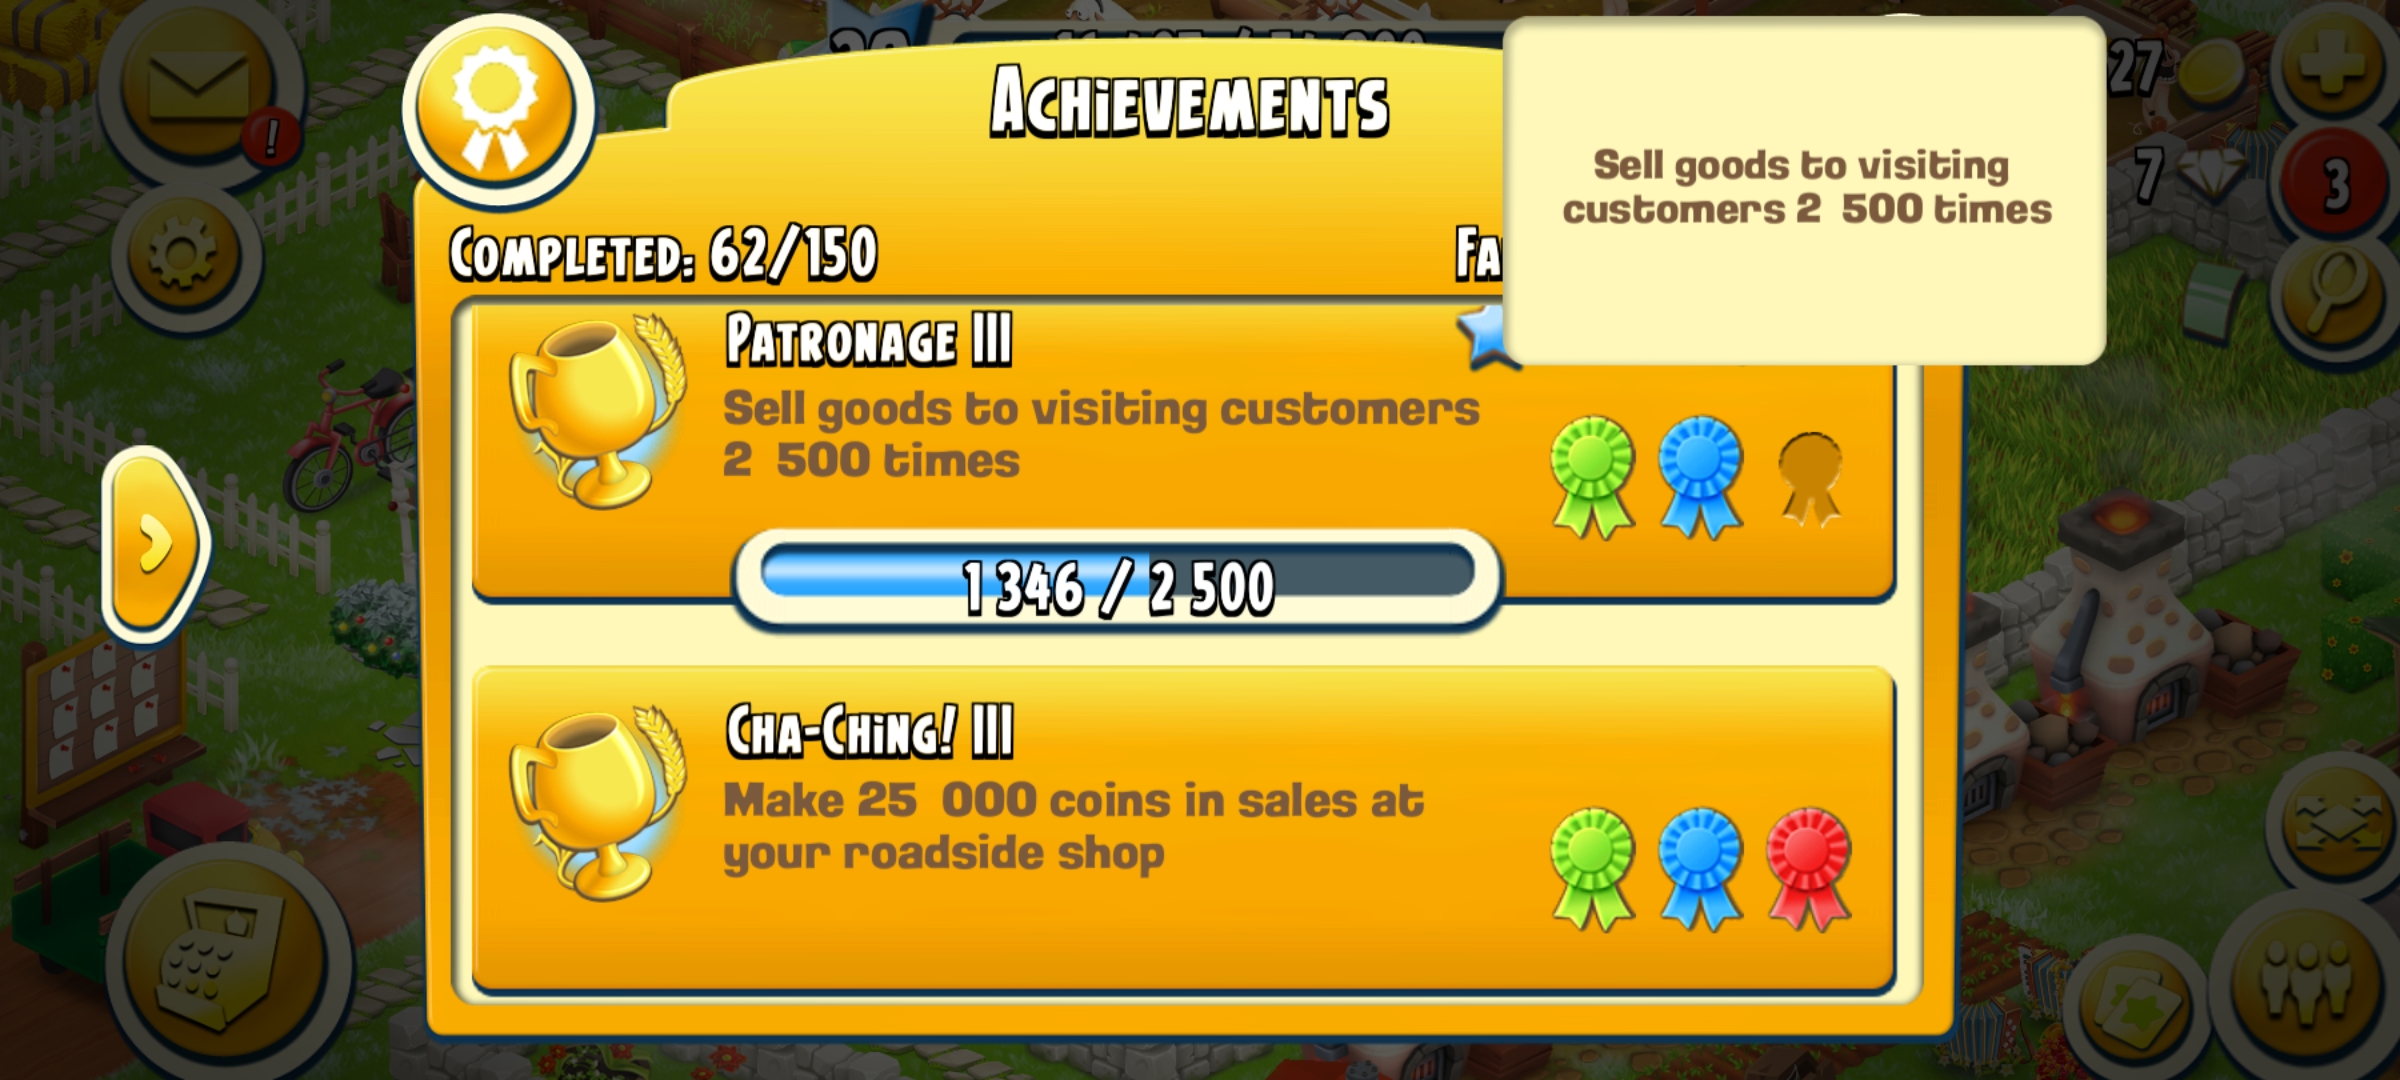 Achievements
Completed: 62/150
Sell goods to visiting
customers 2 500 times
27
7
3
!
Patronage III
Sell goods to visiting customers
2 500 times
1 346 / 2 500
Cha-Ching! III
Make 25 000 coins in sales at
your roadside shop